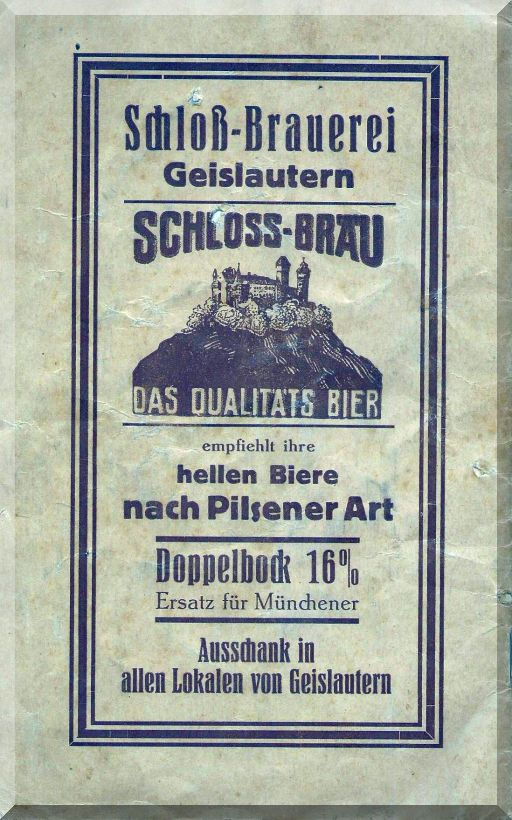 Schloß-Brauerei
Geislautern
SCHLOSS-BRÄU
DAS QUALITÄTS BIER
empfiehlt ihre
hellen Biere
nach Pilsener Art
Doppelbock 16%
Ersatz für Münchener
Ausschank in
allen Lokalen von Geislautern